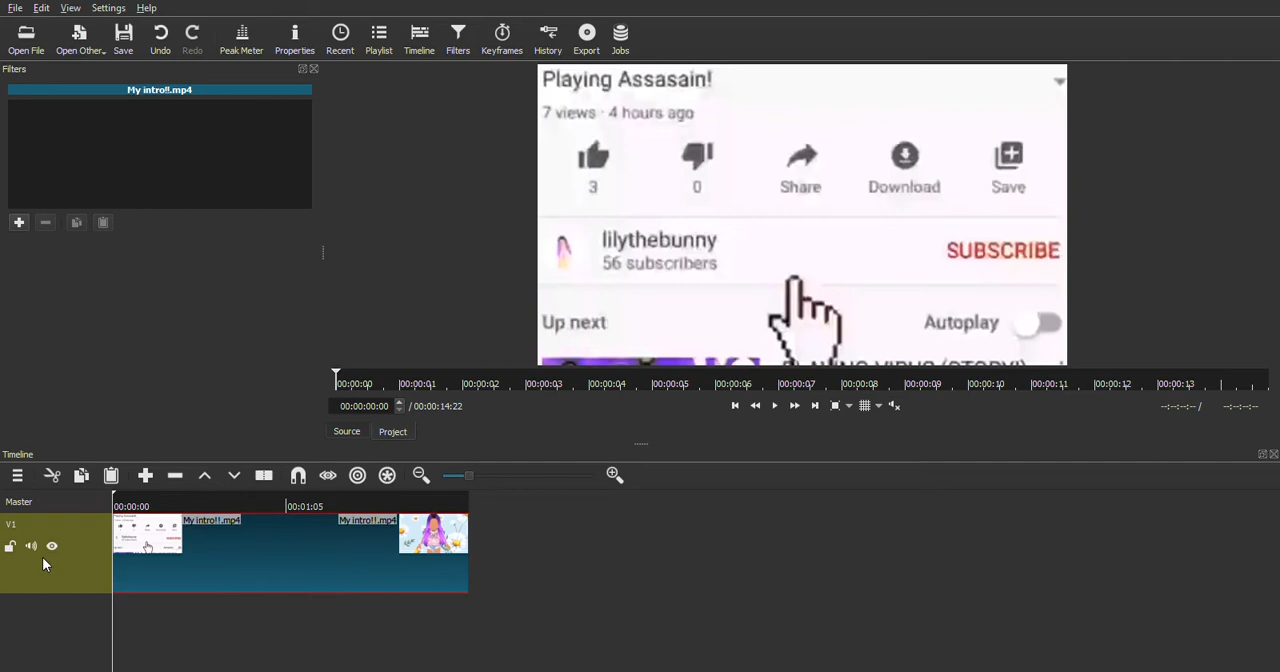 File Edit View Settings Help
Open File Open Other.. Save Undo Redo Peak Meter Properties Recent Playlist Timeline Filters Keyframes History Export Jobs
Filters
My intro!!.mp4
Playing Assasain!
7 views · 4 hours ago
3 0 Share Download Save
lilythebunny
56 subscribers
SUBSCRIBE
Up next
Autoplay
00:00:00 00:00:01 00:00:02 00:00:03 00:00:04 00:00:05 00:00:06 00:00:07 00:00:08 00:00:09 00:00:10 00:00:11 00:00:12 00:00:13
00:00:00:00 / 00:00:14:22
--:--:--:-- / --:--:--:--
Source Project
Timeline
Master
00:00:00 00:01:05
V1
My intro!!.mp4 My intro!!.mp4